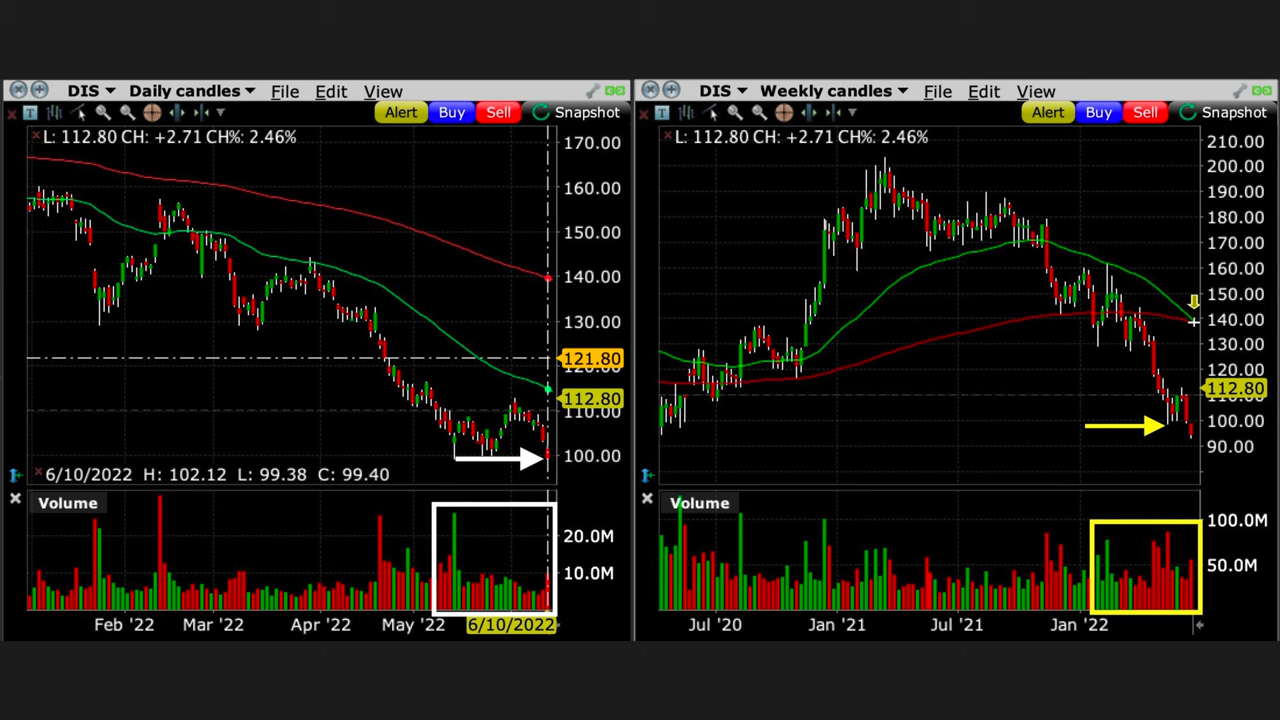 DIS Daily candles File Edit View
Alert Buy Sell Snapshot
L: 112.80 CH: +2.71 CH%: 2.46%
170.00
160.00
150.00
140.00
130.00
121.80
112.80
110.00
100.00
6/10/2022 H: 102.12 L: 99.38 C: 99.40
Volume
20.0M
10.0M
Feb '22 Mar '22 Apr '22 May '22 6/10/2022
DIS Weekly candles File Edit View
Alert Buy Sell Snapshot
L: 112.80 CH: +2.71 CH%: 2.46%
210.00
200.00
190.00
180.00
170.00
160.00
150.00
140.00
130.00
120.00
112.80
100.00
90.00
Volume
100.0M
50.0M
Jul '20 Jan '21 Jul '21 Jan '22